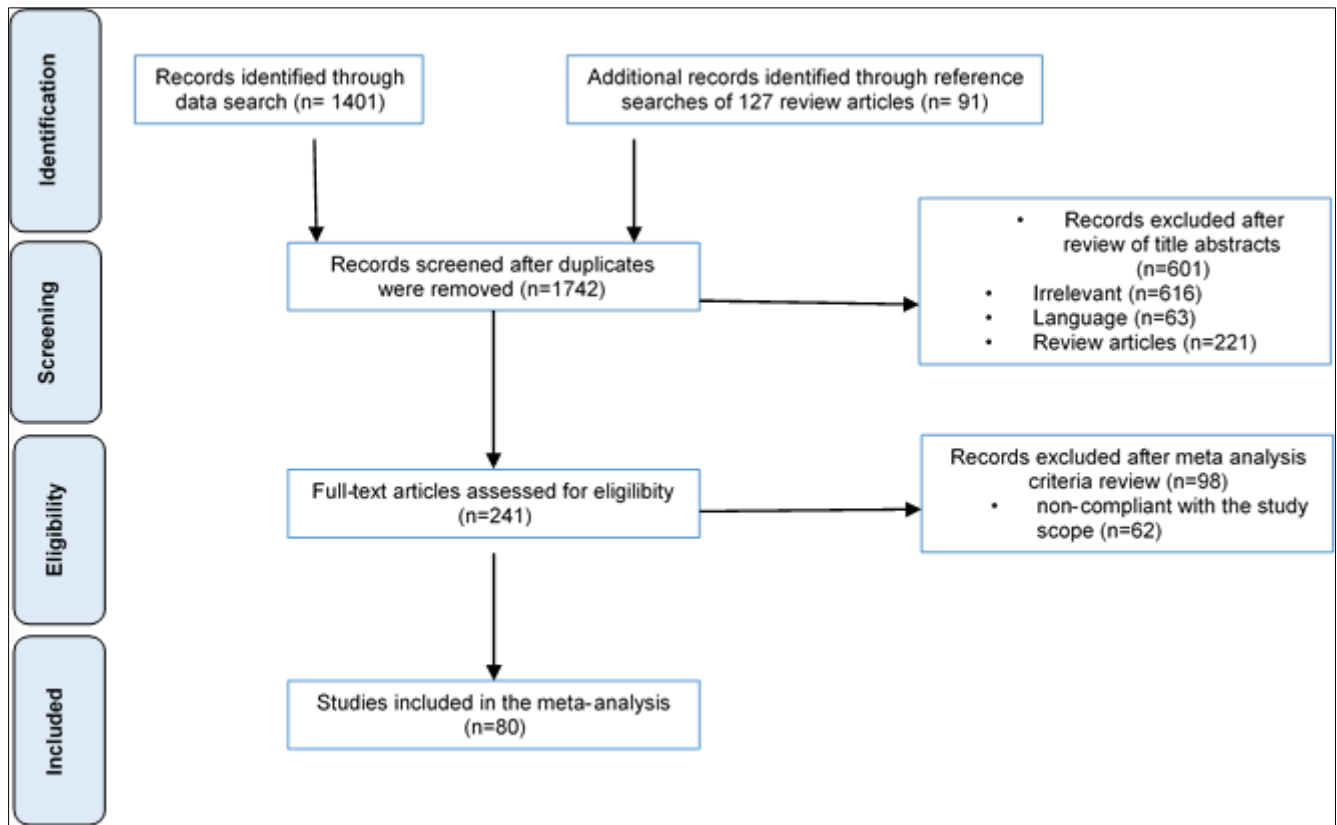 Identification
Records identified through
data search (n= 1401)
Additional records identified through reference
searches of 127 review articles (n= 91)
Screening
Records screened after duplicates
were removed (n=1742)
• Records excluded after
review of title abstracts
(n=601)
• Irrelevant (n=616)
• Language (n=63)
• Review articles (n=221)
Eligibility
Full-text articles assessed for eligilibity
(n=241)
Records excluded after meta analysis
criteria review (n=98)
• non-compliant with the study
scope (n=62)
Included
Studies included in the meta-analysis
(n=80)